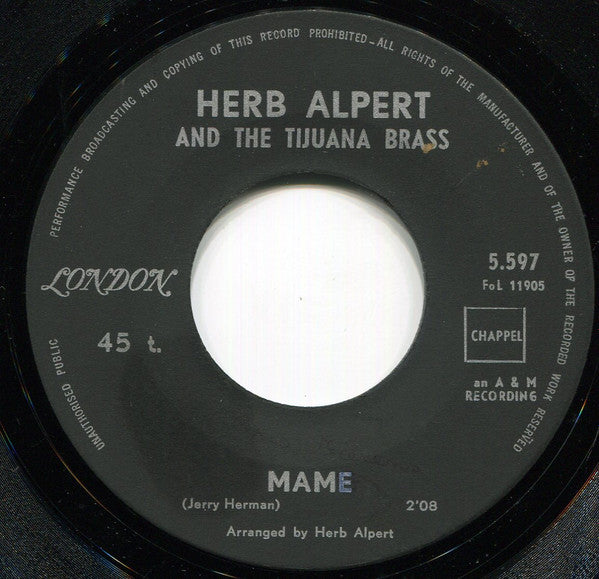 UNAUTHORISED PUBLIC PERFORMANCE BROADCASTING AND COPYING OF THIS RECORD PROHIBITED - ALL RIGHTS OF THE MANUFACTURER AND OF THE OWNER OF THE RECORDED WORK RESERVED
HERB ALPERT
AND THE TIJUANA BRASS
LONDON
45 t.
5.597
FoL 11905
CHAPPEL
an A & M
RECORDING
MAME
(Jerry Herman) 2'08
Arranged by Herb Alpert